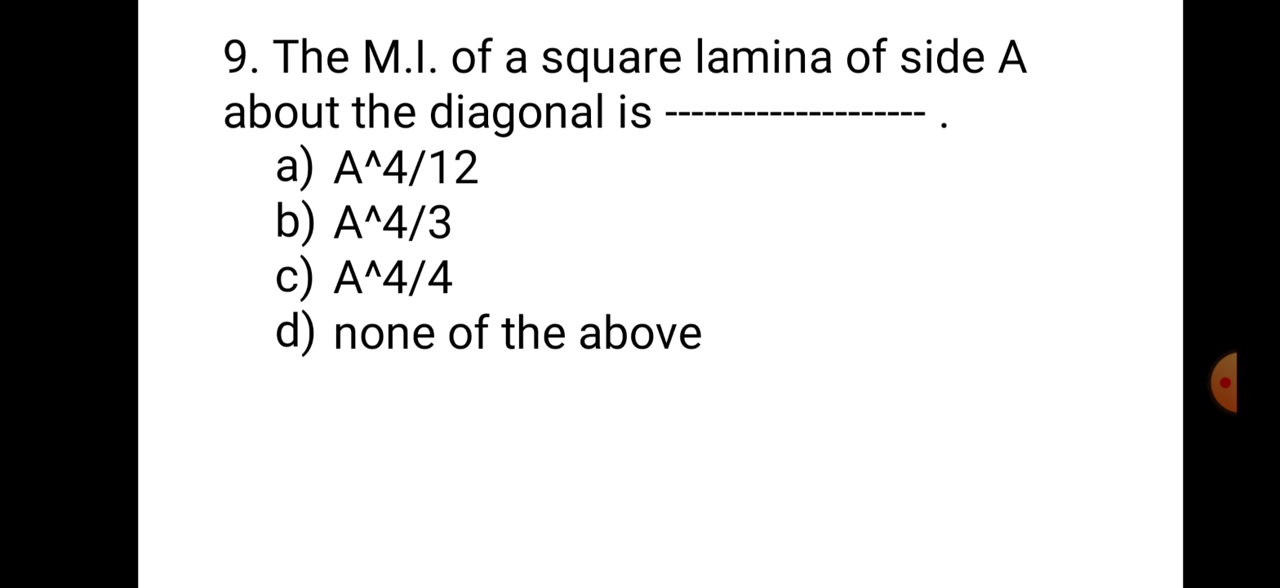 9. The M.I. of a square lamina of side A
about the diagonal is -------------------- .
a) A^4/12
b) A^4/3
c) A^4/4
d) none of the above